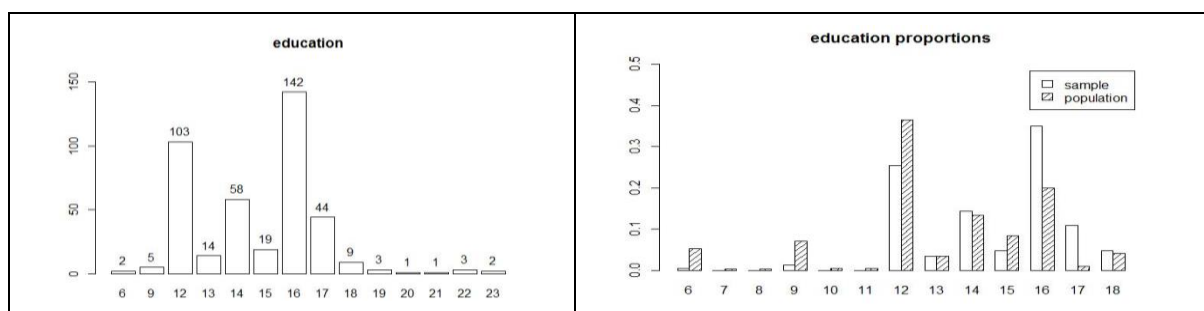 education
150
100
50
0
2 5 103 14 58 19 142 44 9 3 1 1 3 2
6 9 12 13 14 15 16 17 18 19 20 21 22 23
education proportions
0.5
0.4
0.3
0.2
0.1
0.0
sample
population
6 7 8 9 10 11 12 13 14 15 16 17 18